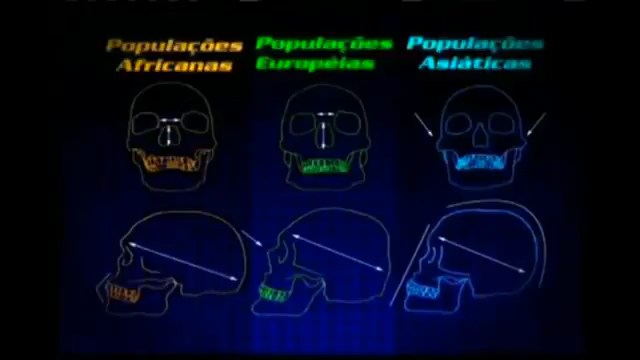 Populações
Africanas
Populações
Européias
Populações
Asiáticas